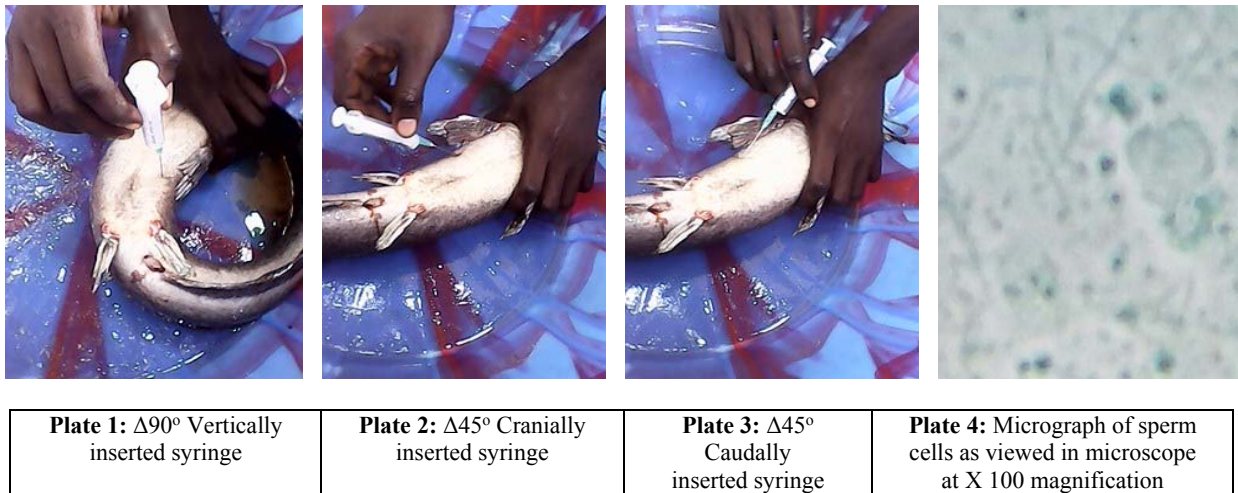 Plate 1: Δ90° Vertically
inserted syringe
Plate 2: Δ45° Cranially
inserted syringe
Plate 3: Δ45°
Caudally
inserted syringe
Plate 4: Micrograph of sperm
cells as viewed in microscope
at X 100 magnification